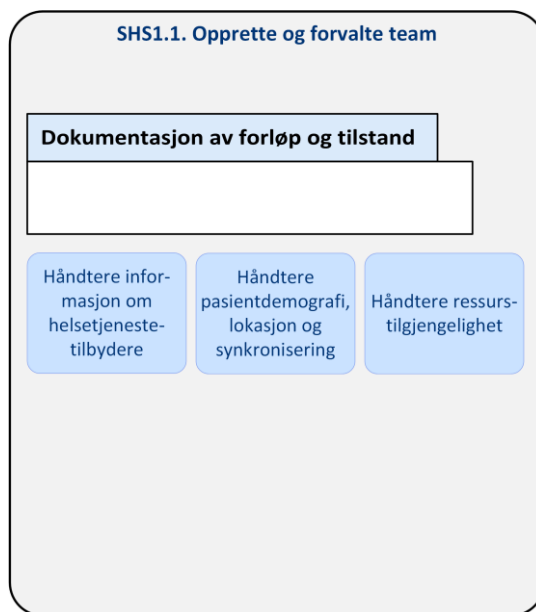 SHS1.1. Opprette og forvalte team
Dokumentasjon av forløp og tilstand
Håndtere infor-
masjon om
helsetjeneste-
tilbydere
Håndtere
pasientdemografi,
lokasjon og
synkronisering
Håndtere ressurs-
tilgjengelighet